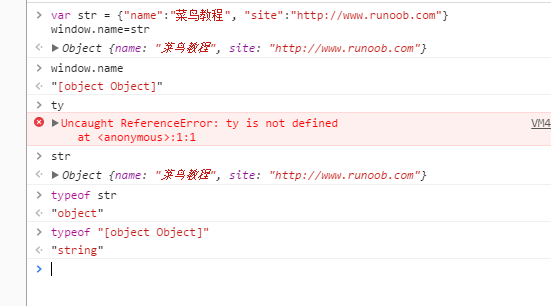 > var str = {"name":"菜鸟教程", "site":"http://www.runoob.com"}
window.name=str
<· ▶Object {name: "菜鸟教程", site: "http://www.runoob.com"}
> window.name
<· "[object Object]"
> ty
▶Uncaught ReferenceError: ty is not defined VM4
at <anonymous>:1:1
> str
<· ▶Object {name: "菜鸟教程", site: "http://www.runoob.com"}
> typeof str
<· "object"
> typeof "[object Object]"
<· "string"
>